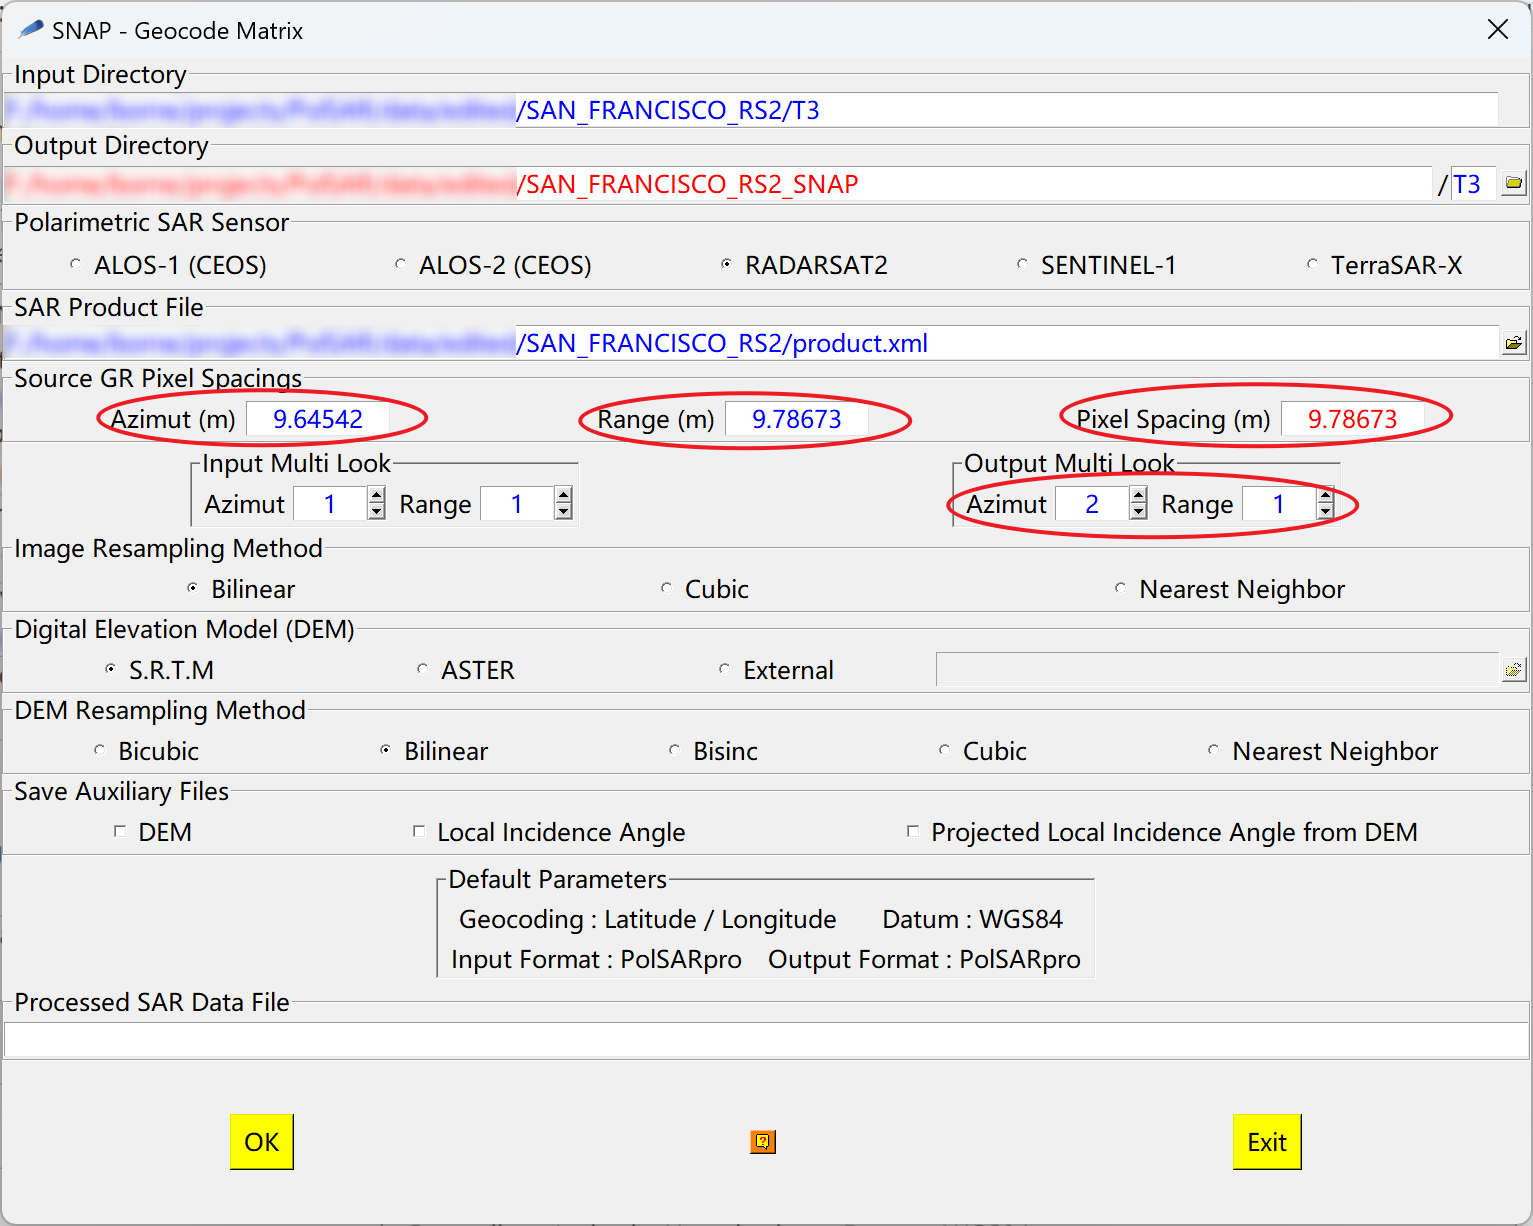 SNAP - Geocode Matrix
Input Directory
/SAN_FRANCISCO_RS2/T3
Output Directory
/SAN_FRANCISCO_RS2_SNAP / T3
Polarimetric SAR Sensor
ALOS-1 (CEOS) ALOS-2 (CEOS) RADARSAT2 SENTINEL-1 TerraSAR-X
SAR Product File
/SAN_FRANCISCO_RS2/product.xml
Source GR Pixel Spacings
Azimut (m) 9.64542 Range (m) 9.78673 Pixel Spacing (m) 9.78673
Input Multi Look Output Multi Look
Azimut 1 Range 1 Azimut 2 Range 1
Image Resampling Method
Bilinear Cubic Nearest Neighbor
Digital Elevation Model (DEM)
S.R.T.M ASTER External
DEM Resampling Method
Bicubic Bilinear Bisinc Cubic Nearest Neighbor
Save Auxiliary Files
DEM Local Incidence Angle Projected Local Incidence Angle from DEM
Default Parameters
Geocoding : Latitude / Longitude Datum : WGS84
Input Format : PolSARpro Output Format : PolSARpro
Processed SAR Data File
OK ? Exit